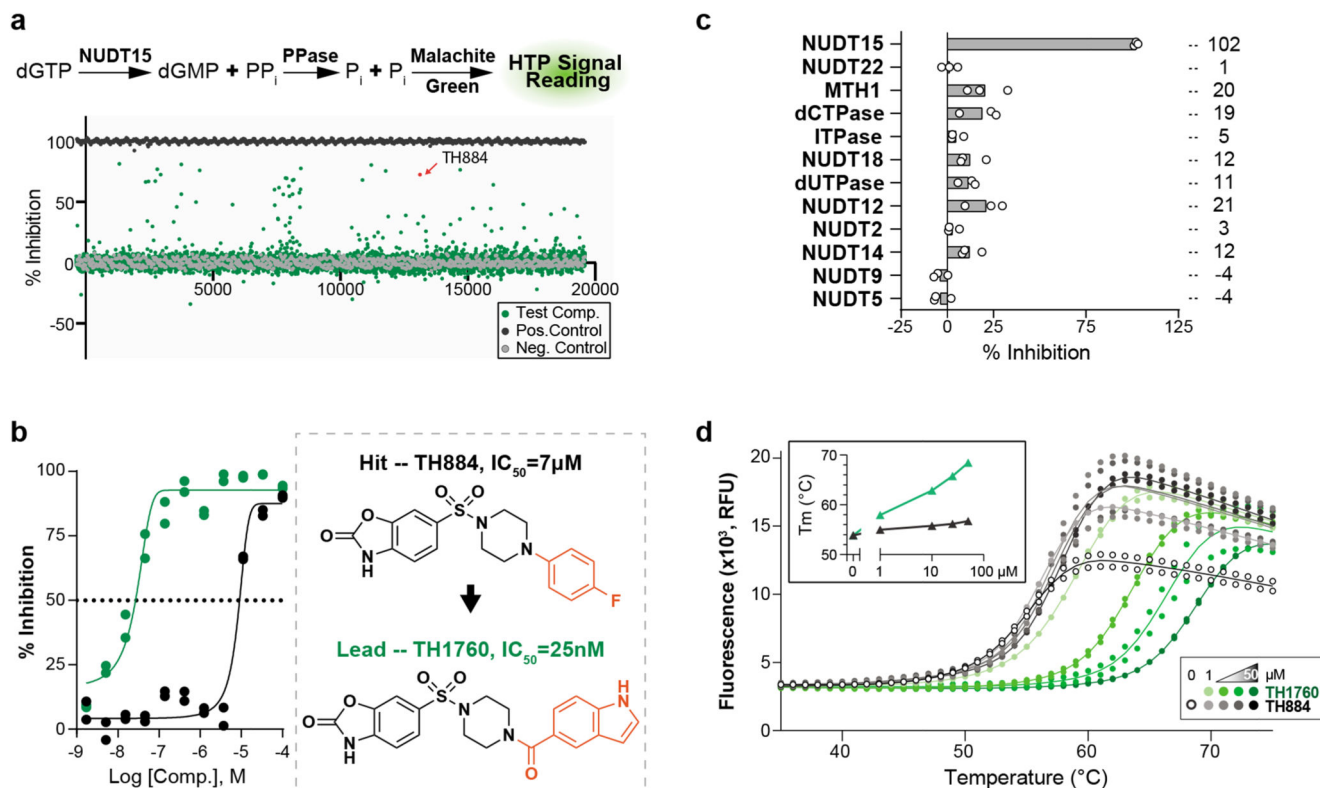 a
dGTP NUDT15 dGMP + PPi PPase Pi + Pi Malachite Green HTP Signal Reading
% Inhibition
100
50
0
-50
5000 10000 15000 20000
TH884
Test Comp.
Pos.Control
Neg. Control
b
% Inhibition
100
75
50
25
0
-9 -8 -7 -6 -5 -4
Log [Comp.], M
Hit -- TH884, IC50=7µM
O O
O S
O N
N N
H F
Lead -- TH1760, IC50=25nM
H
O O N
O S
O N
N N
H O
c
NUDT15 -- 102
NUDT22 -- 1
MTH1 -- 20
dCTPase -- 19
ITPase -- 5
NUDT18 -- 12
dUTPase -- 11
NUDT12 -- 21
NUDT2 -- 3
NUDT14 -- 12
NUDT9 -- -4
NUDT5 -- -4
-25 0 25 75 125
% Inhibition
d
Fluorescence (x10³, RFU)
20
15
10
5
0
40 50 60 70
Temperature (°C)
Tm (°C)
70
60
50
0 1 10 100 µM
0 1 50 µM
TH1760
TH884